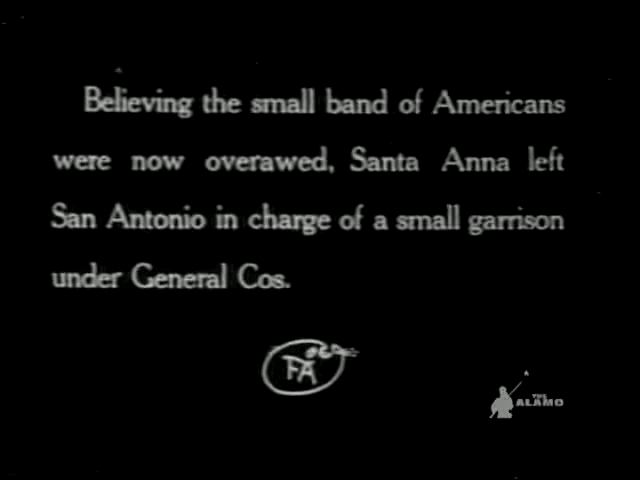 Believing the small band of Americans
were now overawed, Santa Anna left
San Antonio in charge of a small garrison
under General Cos.
FA
THE
ALAMO